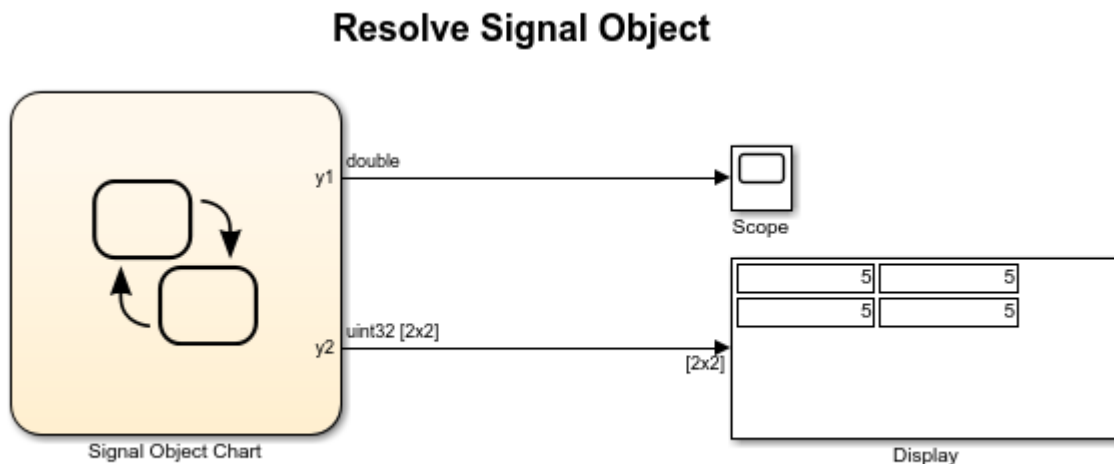 Resolve Signal Object
y1
double
Scope
5 5
5 5
y2
uint32 [2x2]
[2x2]
Signal Object Chart
Display